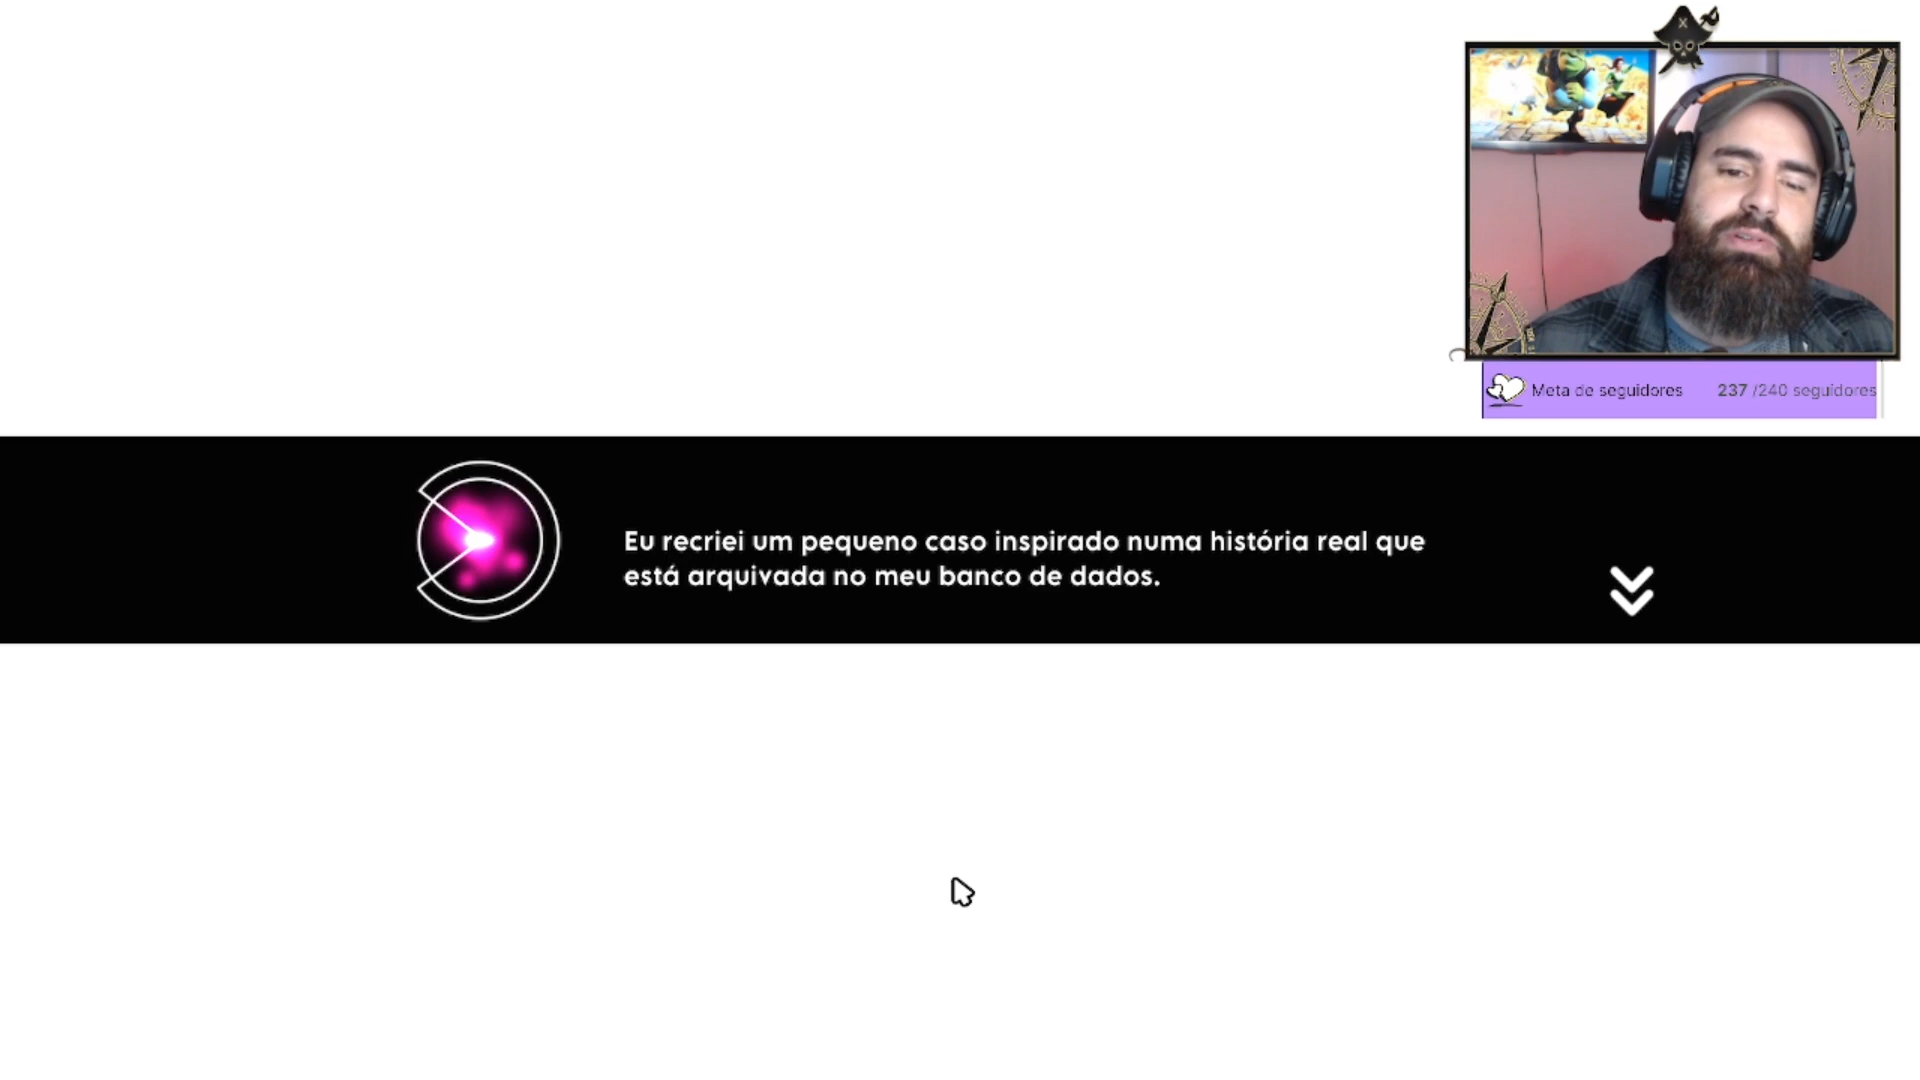 Meta de seguidores 237 /240 seguidores
Eu recriei um pequeno caso inspirado numa história real que
está arquivada no meu banco de dados.